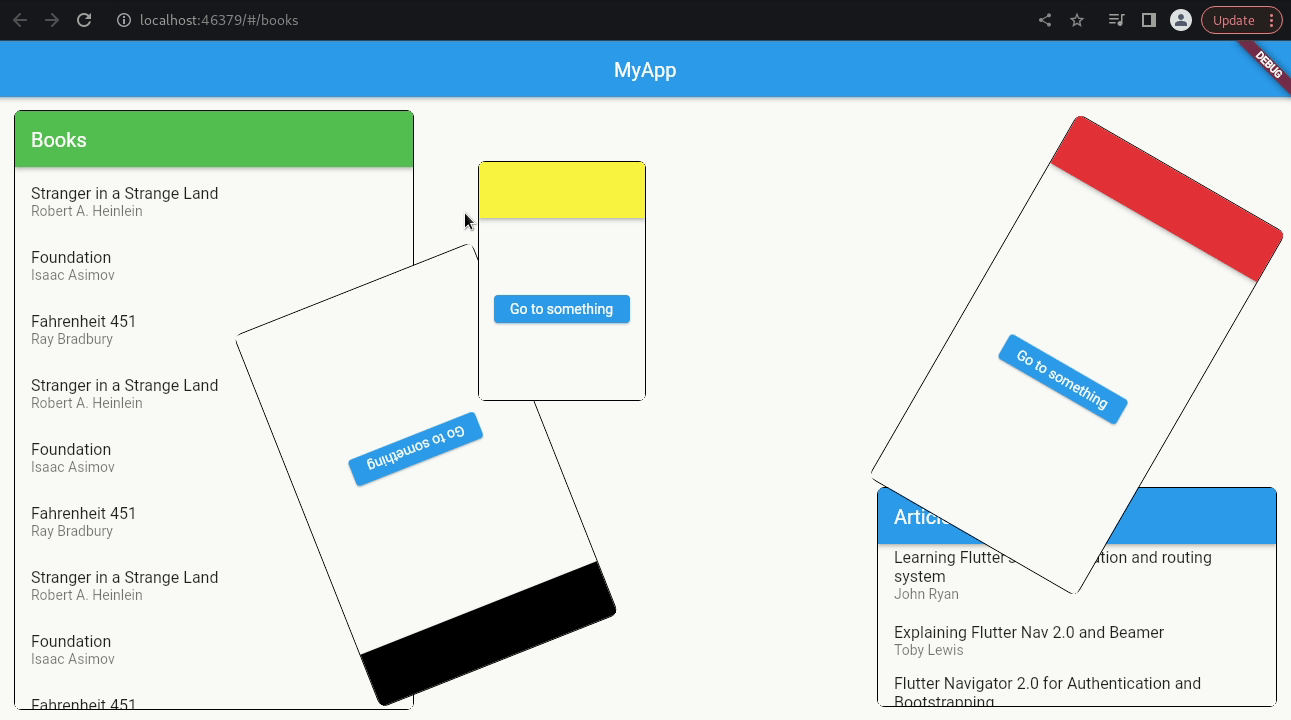 localhost:46379/#/books
Update
MyApp
DEBUG
Books
Stranger in a Strange Land
Robert A. Heinlein
Foundation
Isaac Asimov
Fahrenheit 451
Ray Bradbury
Stranger in a Strange Land
Robert A. Heinlein
Foundation
Isaac Asimov
Fahrenheit 451
Ray Bradbury
Stranger in a Strange Land
Robert A. Heinlein
Foundation
Isaac Asimov
Fahrenheit 451
Go to something
Go to something
Go to something
Learning Flutter's and routing
system
John Ryan
Explaining Flutter Nav 2.0 and Beamer
Toby Lewis
Flutter Navigator 2.0 for Authentication and
Bootstrapping